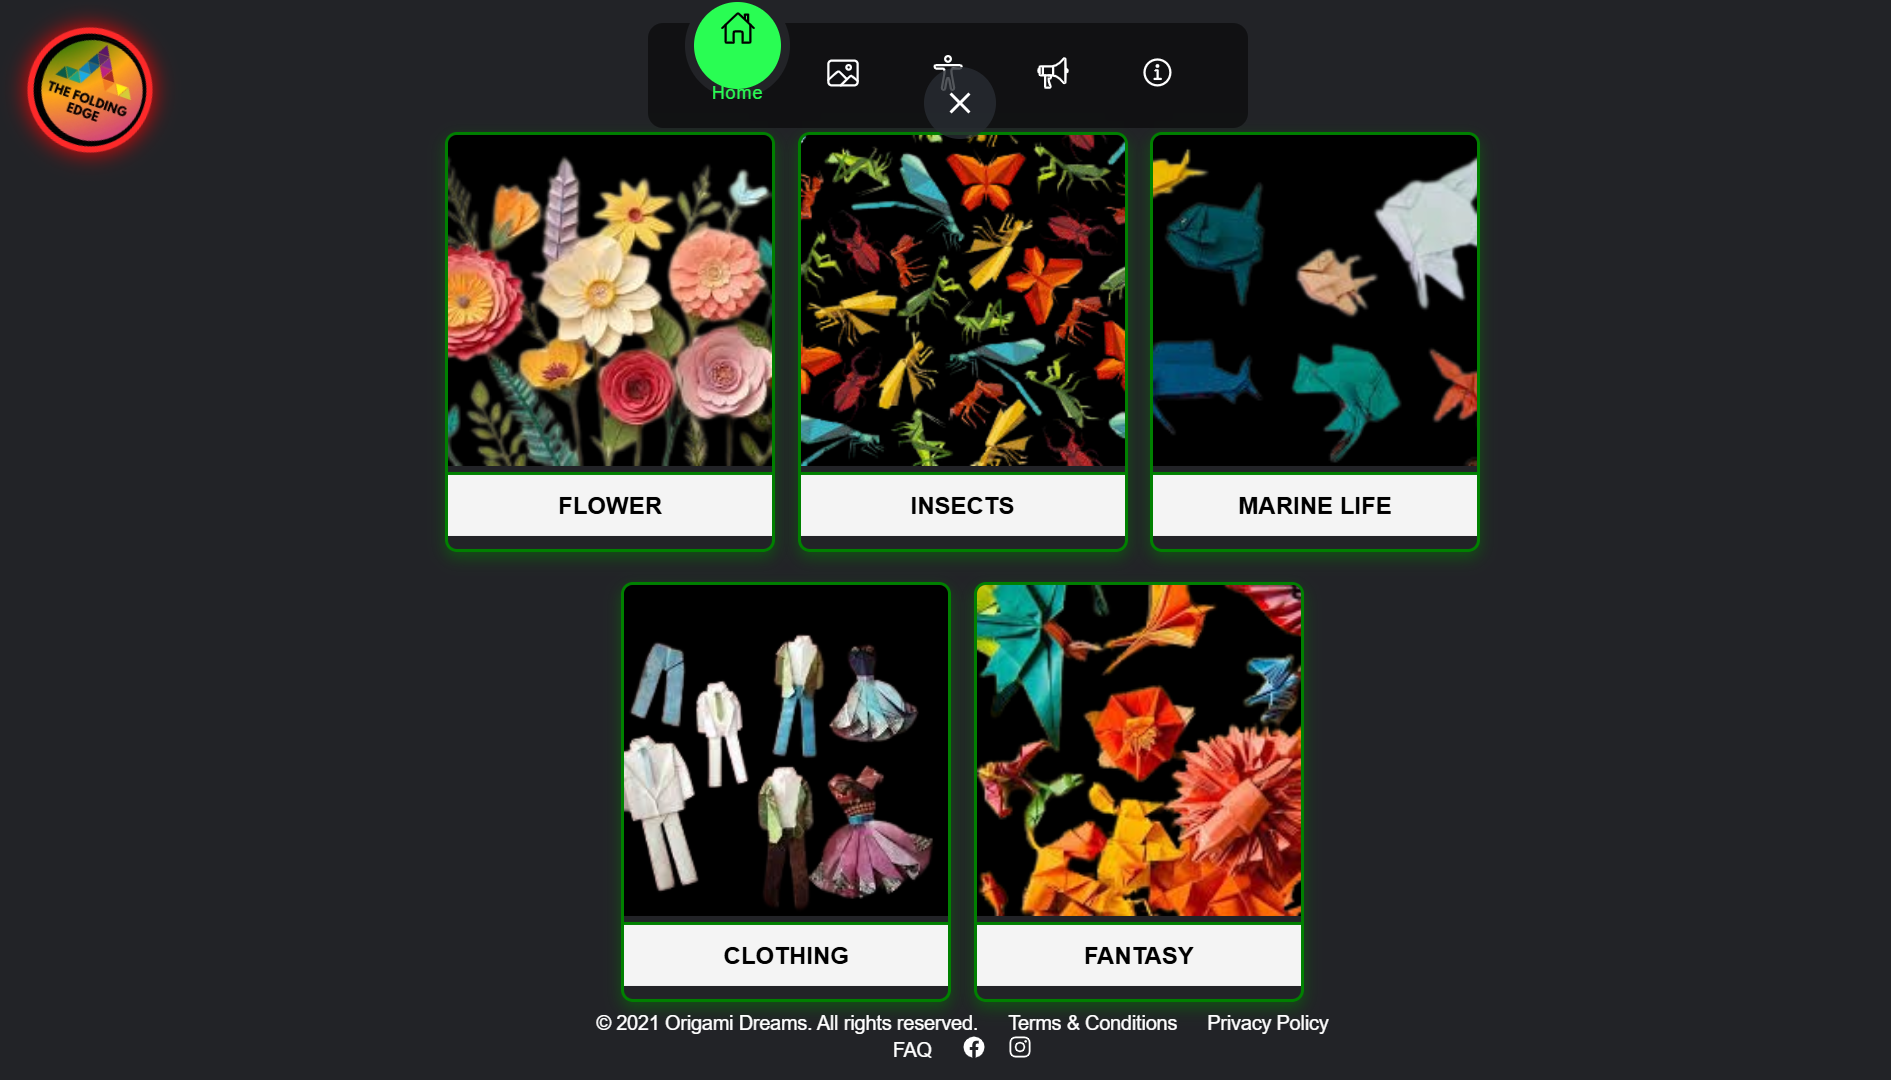 THE FOLDING
EDGE
Home
FLOWER
INSECTS
MARINE LIFE
CLOTHING
FANTASY
© 2021 Origami Dreams. All rights reserved. Terms & Conditions Privacy Policy
FAQ